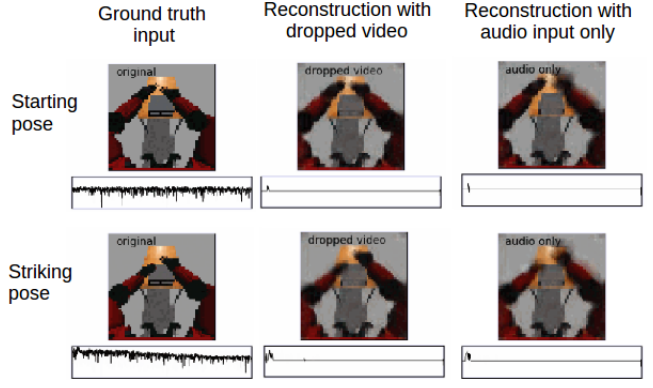 Ground truth
input
Reconstruction with
dropped video
Reconstruction with
audio input only
Starting
pose
original
dropped video
audio only
Striking
pose
original
dropped video
audio only